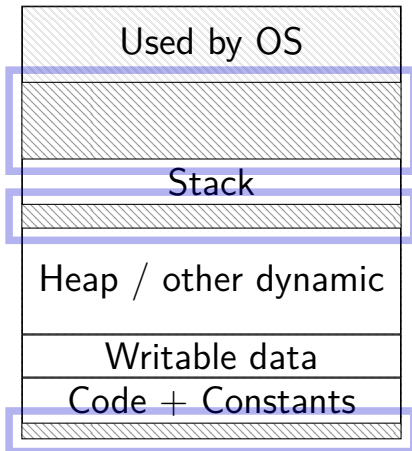 Used by OS
Stack
Heap / other dynamic
Writable data
Code + Constants